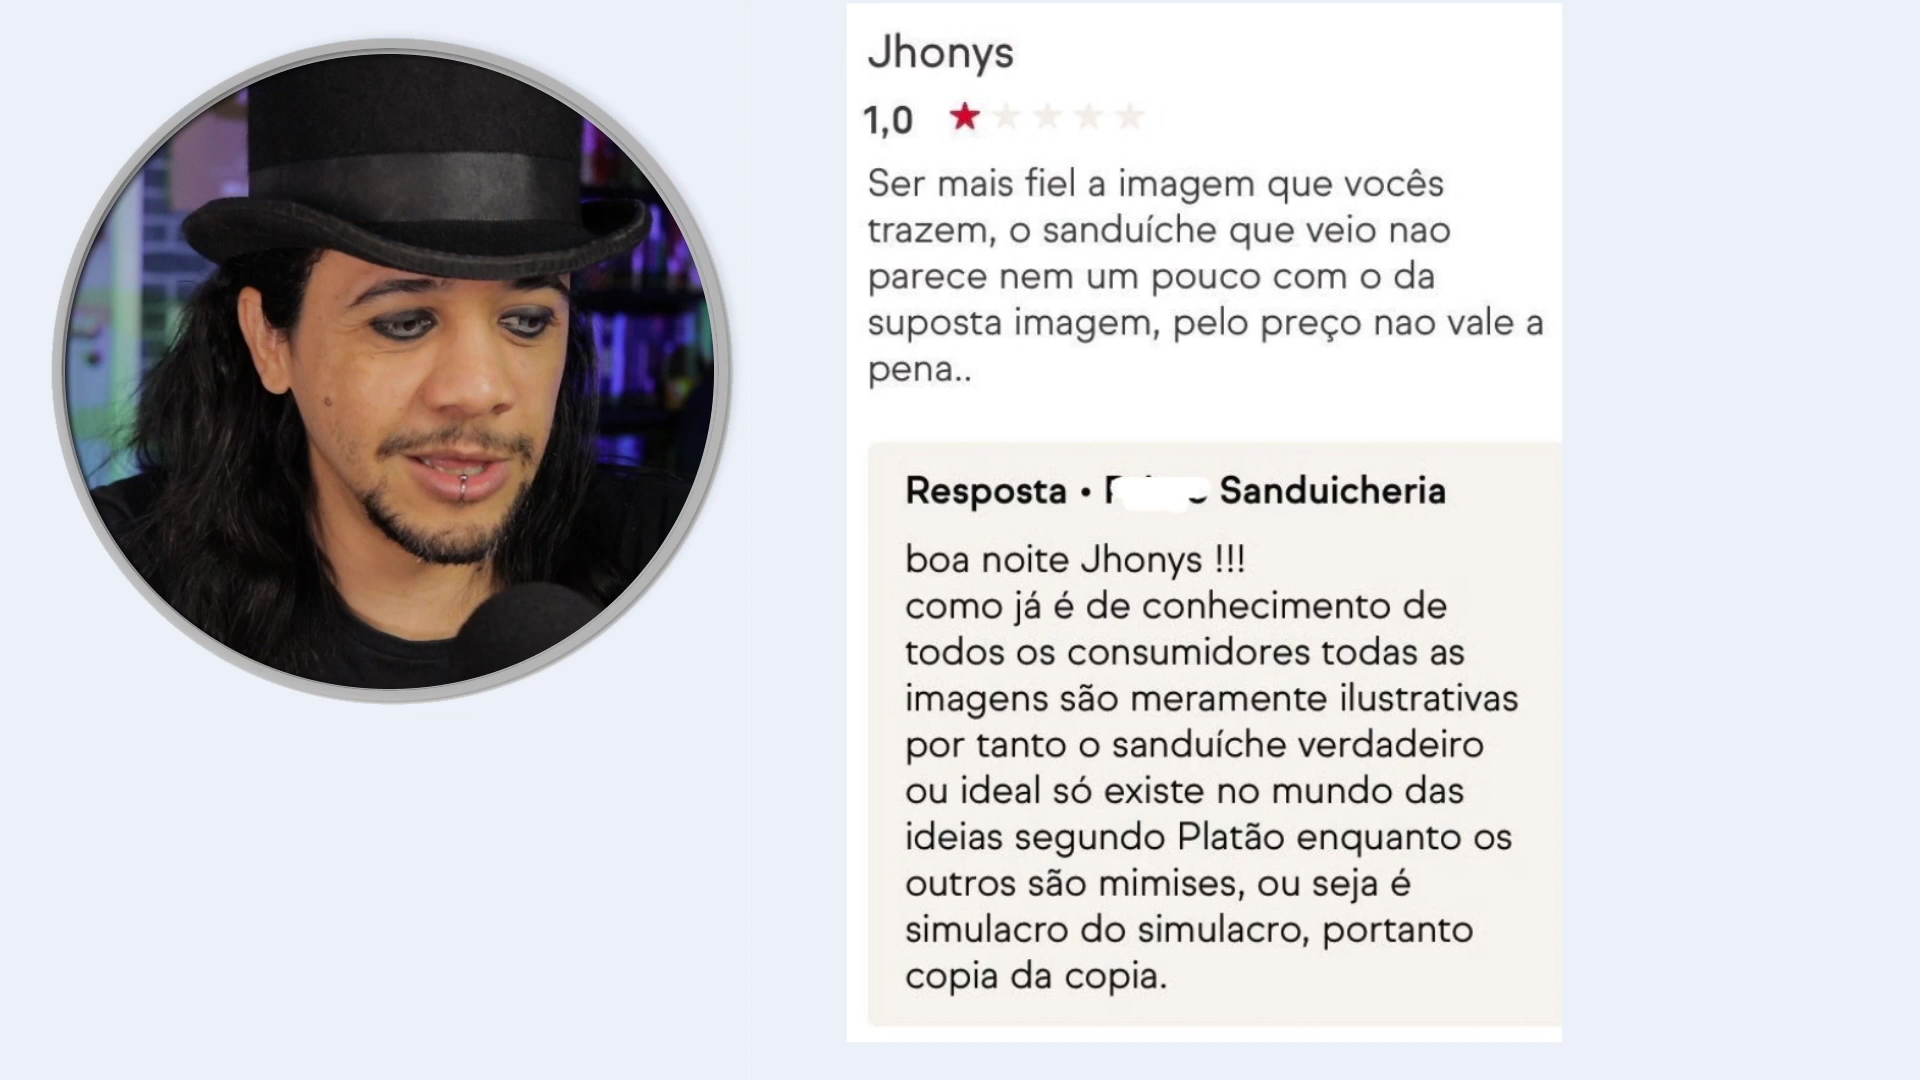 Jhonys
1,0
Ser mais fiel a imagem que vocês
trazem, o sanduíche que veio nao
parece nem um pouco com o da
suposta imagem, pelo preço nao vale a
pena..
Resposta • Sanduicheria
boa noite Jhonys !!!
como já é de conhecimento de
todos os consumidores todas as
imagens são meramente ilustrativas
por tanto o sanduíche verdadeiro
ou ideal só existe no mundo das
ideias segundo Platão enquanto os
outros são mimises, ou seja é
simulacro do simulacro, portanto
copia da copia.